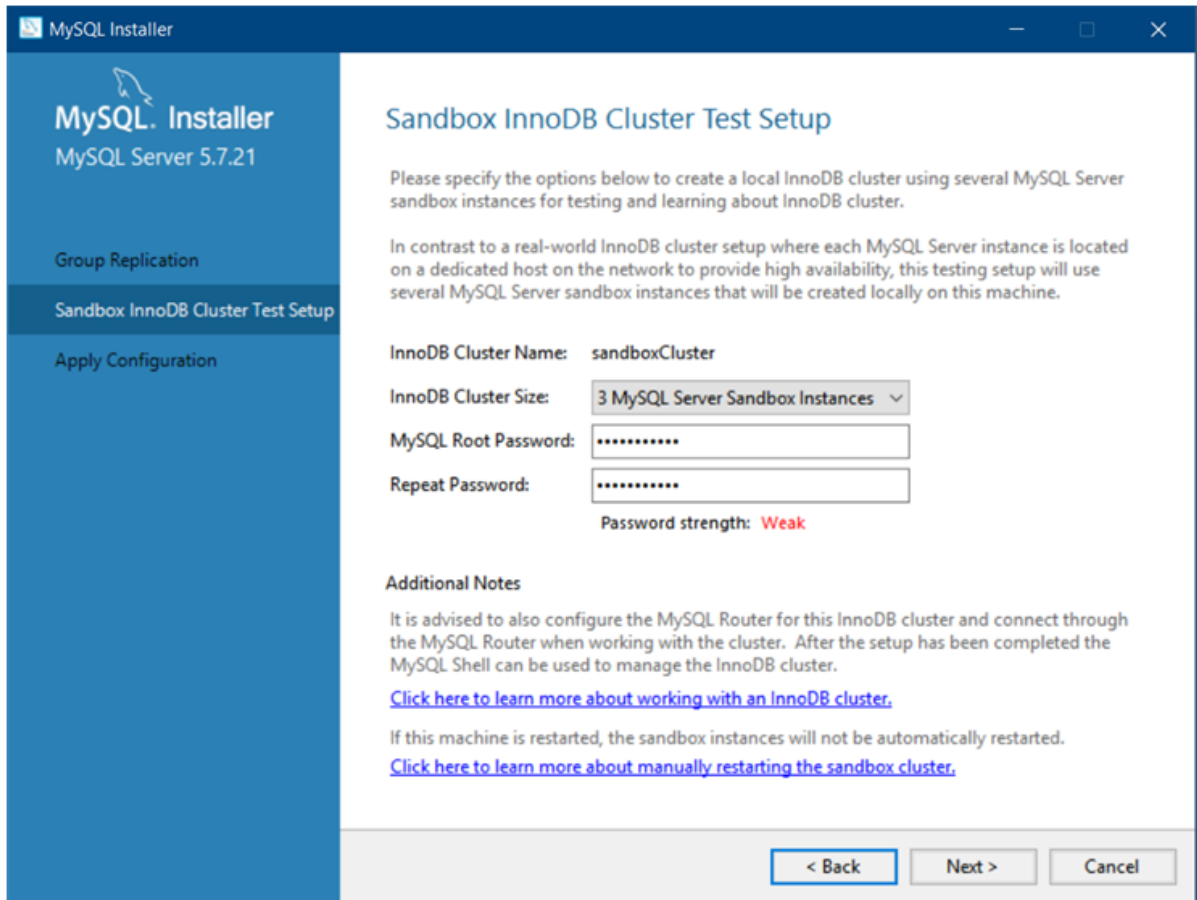 MySQL Installer
MySQL. Installer
MySQL Server 5.7.21
Group Replication
Sandbox InnoDB Cluster Test Setup
Apply Configuration
Sandbox InnoDB Cluster Test Setup
Please specify the options below to create a local InnoDB cluster using several MySQL Server
sandbox instances for testing and learning about InnoDB cluster.
In contrast to a real-world InnoDB cluster setup where each MySQL Server instance is located
on a dedicated host on the network to provide high availability, this testing setup will use
several MySQL Server sandbox instances that will be created locally on this machine.
InnoDB Cluster Name: sandboxCluster
InnoDB Cluster Size: 3 MySQL Server Sandbox Instances
MySQL Root Password: •••••••••••
Repeat Password: •••••••••••
Password strength: Weak
Additional Notes
It is advised to also configure the MySQL Router for this InnoDB cluster and connect through
the MySQL Router when working with the cluster. After the setup has been completed the
MySQL Shell can be used to manage the InnoDB cluster.
Click here to learn more about working with an InnoDB cluster.
If this machine is restarted, the sandbox instances will not be automatically restarted.
Click here to learn more about manually restarting the sandbox cluster.
< Back Next > Cancel